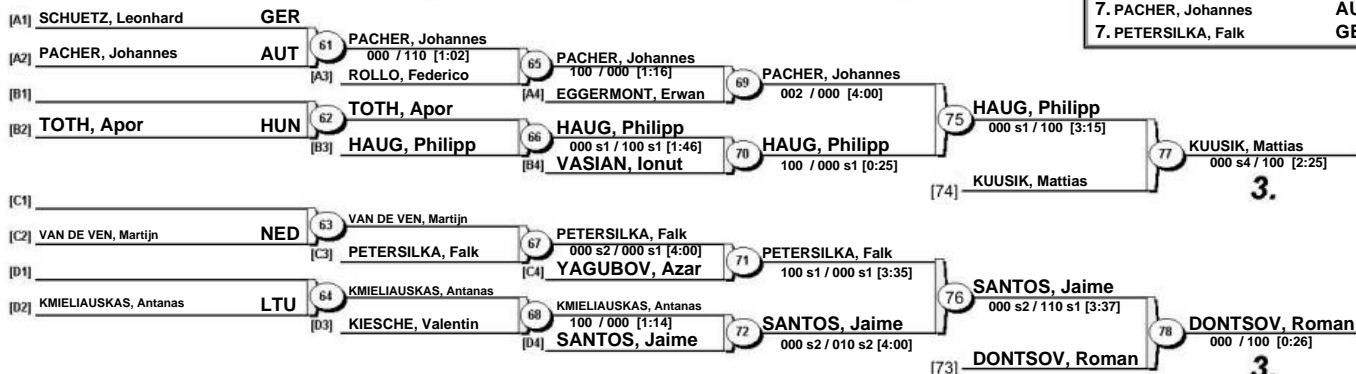 7. PACHER, Johannes AU
7. PETERSILKA, Falk GE
[A1] SCHUETZ, Leonhard GER
[A2] PACHER, Johannes AUT
61 PACHER, Johannes
000 / 110 [1:02]
[A3] ROLLO, Federico
65 PACHER, Johannes
100 / 000 [1:16]
[A4] EGGERMONT, Erwan
69 PACHER, Johannes
002 / 000 [4:00]
[B1]
[B2] TOTH, Apor HUN
62 TOTH, Apor
[B3] HAUG, Philipp
66 HAUG, Philipp
000 s1 / 100 s1 [1:46]
[B4] VASIAN, Ionut
70 HAUG, Philipp
100 / 000 s1 [0:25]
75 HAUG, Philipp
000 s1 / 100 [3:15]
[74] KUUSIK, Mattias
77 KUUSIK, Mattias
000 s4 / 100 [2:25]
3.
[C1]
[C2] VAN DE VEN, Martijn NED
63 VAN DE VEN, Martijn
[C3] PETERSILKA, Falk
67 PETERSILKA, Falk
000 s2 / 000 s1 [4:00]
[C4] YAGUBOV, Azar
71 PETERSILKA, Falk
100 s1 / 000 s1 [3:35]
[D1]
[D2] KMIELIAUSKAS, Antanas LTU
64 KMIELIAUSKAS, Antanas
[D3] KIESCHE, Valentin
68 KMIELIAUSKAS, Antanas
100 / 000 [1:14]
[D4] SANTOS, Jaime
72 SANTOS, Jaime
000 s2 / 010 s2 [4:00]
76 SANTOS, Jaime
000 s2 / 110 s1 [3:37]
[73] DONTSOV, Roman
78 DONTSOV, Roman
000 / 100 [0:26]
3.